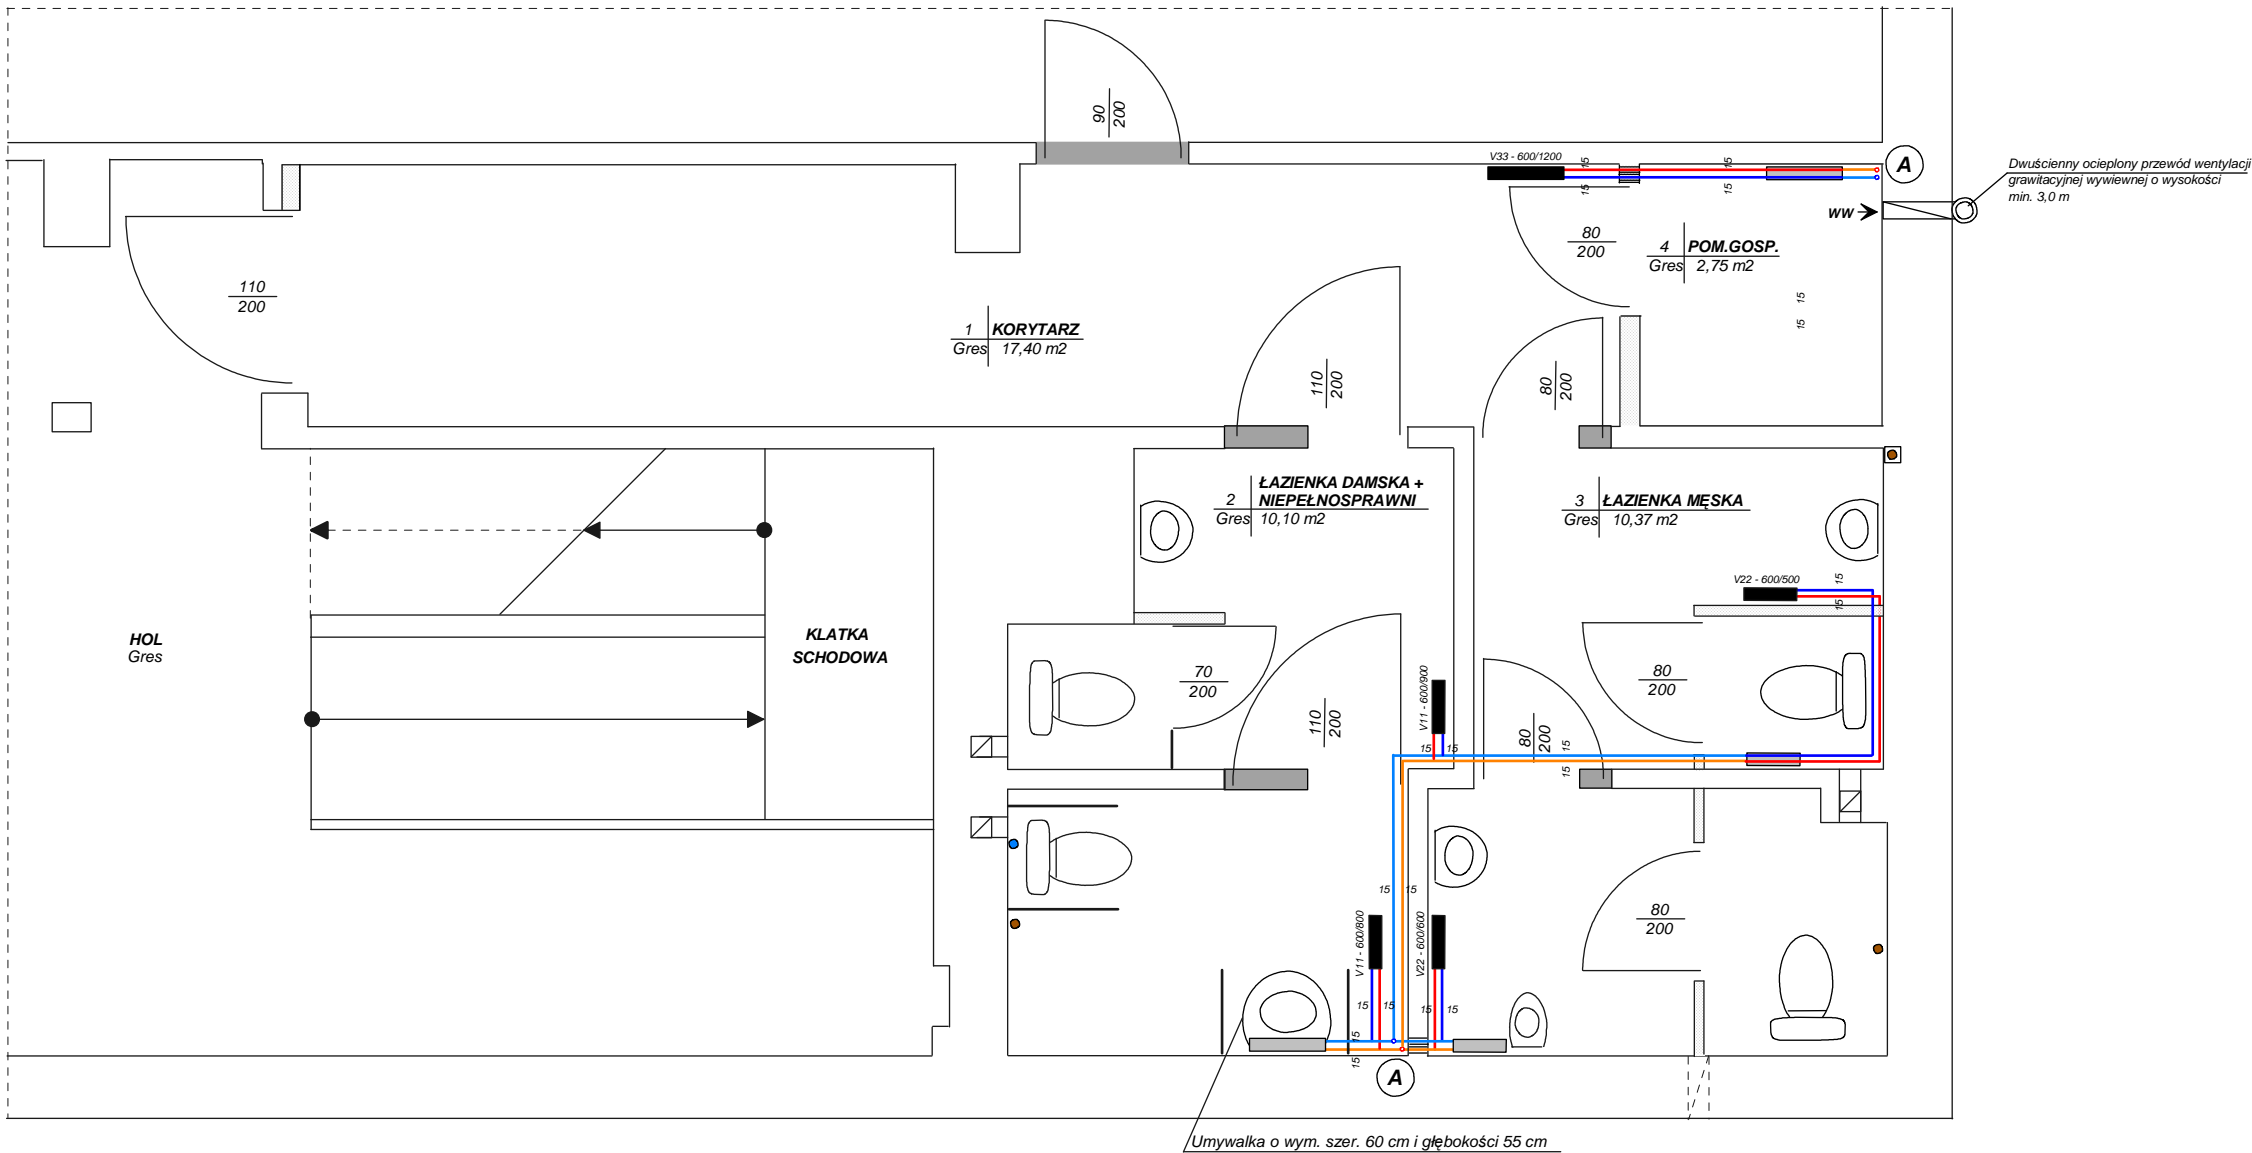 90
200
V33 - 600/1200
15
15
15
15
A
Dwuścienny ocieplony przewód wentylacji
grawitacyjnej wywiewnej o wysokości
min. 3,0 m
WW
80
200
4 POM.GOSP.
Gres 2,75 m2
110
200
15
15
1 KORYTARZ
Gres 17,40 m2
110
200
80
200
ŁAZIENKA DAMSKA +
2 NIEPEŁNOSPRAWNI
Gres 10,10 m2
3 ŁAZIENKA MĘSKA
Gres 10,37 m2
V22 - 600/500
15
15
HOL
Gres
KLATKA
SCHODOWA
70
200
110
200
V11 - 600/900
15
15
80
200
15
15
80
200
15
15
80
200
V11 - 600/800
V22 - 600/600
15
15
15
15
15
15
A
Umywalka o wym. szer. 60 cm i głębokości 55 cm